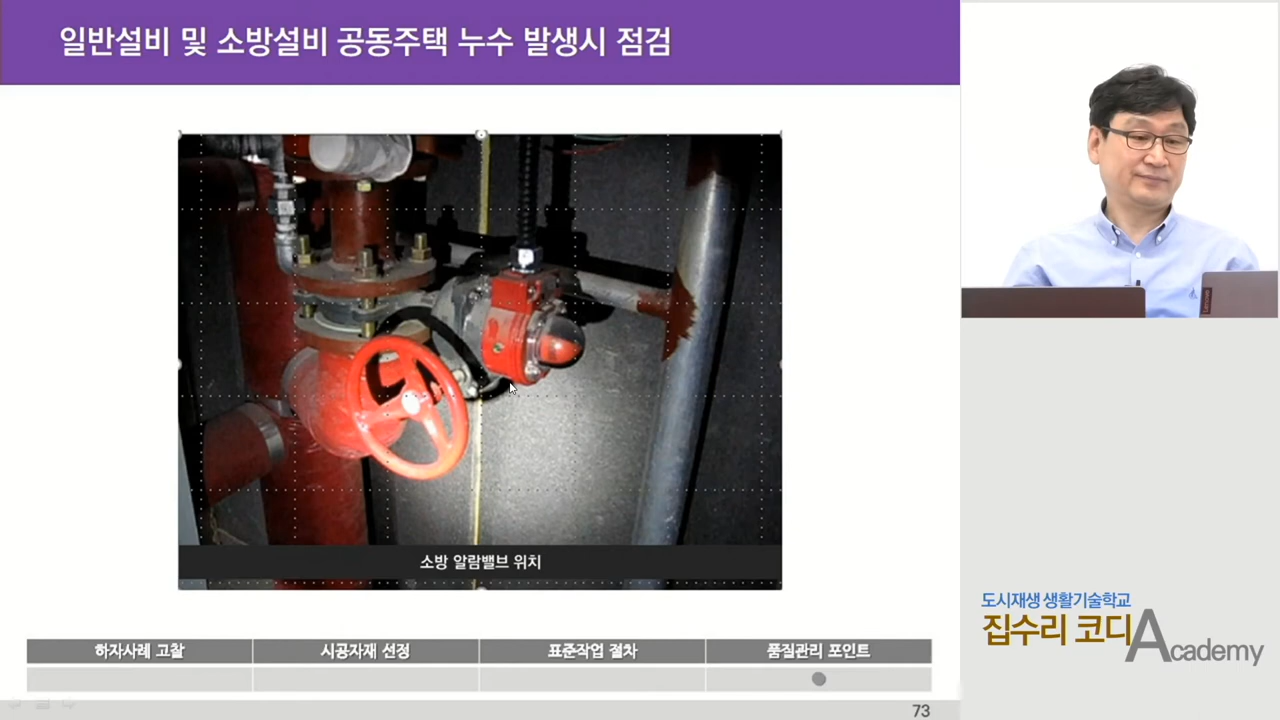 일반설비 및 소방설비 공동주택 누수 발생시 점검
소방 알람밸브 위치
하자사례 고찰
시공자재 선정
표준작업 절차
품질관리 포인트
73
도시재생 생활기술학교
집수리 코디Academy